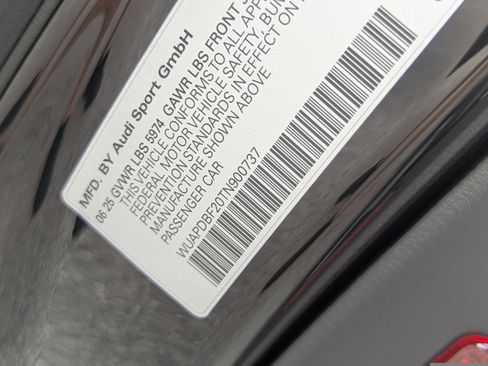 MFD. BY Audi Sport GmbH
06 25 GVWR LBS 5974 GAWR LBS FRONT
THIS VEHICLE CONFORMS TO ALL APP
FEDERAL MOTOR VEHICLE SAFETY, BUM
PREVENTION STANDARDS IN EFFECT ON
MANUFACTURE SHOWN ABOVE
PASSENGER CAR
WUAPDBF20TN900737